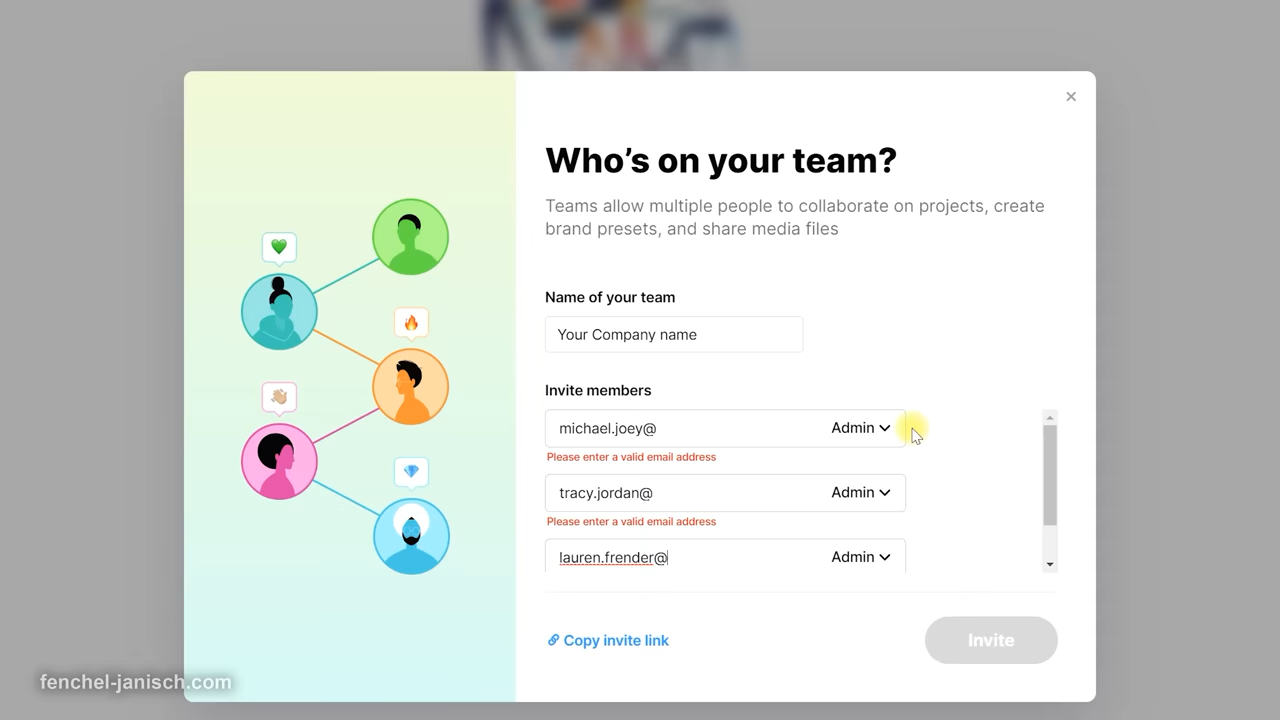 Who's on your team?
Teams allow multiple people to collaborate on projects, create
brand presets, and share media files
Name of your team
Your Company name
Invite members
michael.joey@ Admin
Please enter a valid email address
tracy.jordan@ Admin
Please enter a valid email address
lauren.frender@ Admin
Copy invite link
Invite
fenchel-janisch.com